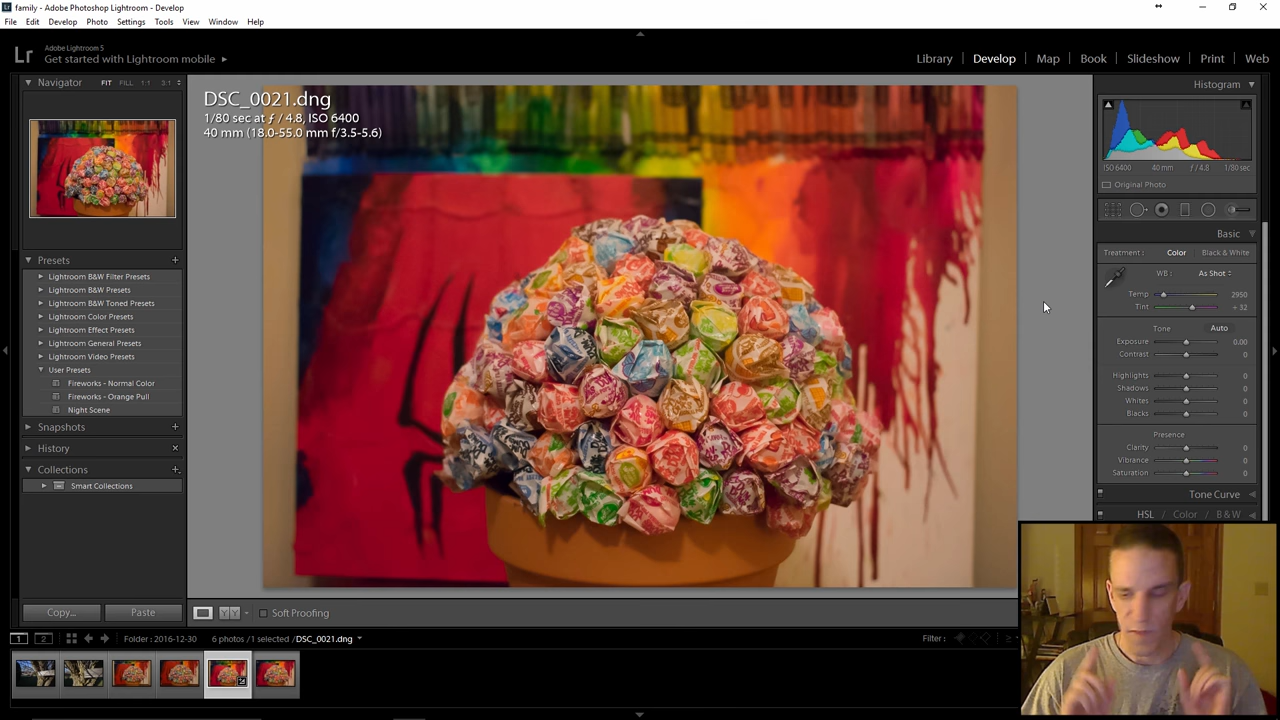 family - Adobe Photoshop Lightroom - Develop
File Edit Develop Photo Settings Tools View Window Help
Lr
Adobe Lightroom 5
Get started with Lightroom mobile
Library | Develop | Map | Book | Slideshow | Print | Web
Navigator FIT FILL 1:1 3:1
Histogram
DSC_0021.dng
1/80 sec at ƒ / 4.8, ISO 6400
40 mm (18.0-55.0 mm f/3.5-5.6)
ISO 6400 40 mm ƒ / 4.8 1/80 sec
Original Photo
Basic
Treatment : Color Black & White
WB : As Shot
Temp 2950
Tint + 32
Tone Auto
Exposure 0.00
Contrast 0
Highlights 0
Shadows 0
Whites 0
Blacks 0
Presence
Clarity 0
Vibrance 0
Saturation 0
Tone Curve
HSL / Color / B & W
Presets +
Lightroom B&W Filter Presets
Lightroom B&W Presets
Lightroom B&W Toned Presets
Lightroom Color Presets
Lightroom Effect Presets
Lightroom General Presets
Lightroom Video Presets
User Presets
Fireworks - Normal Color
Fireworks - Orange Pull
Night Scene
Snapshots +
History ×
Collections +
Smart Collections
Copy... Paste
Soft Proofing
1 2 Folder : 2016-12-30 6 photos / 1 selected / DSC_0021.dng Filter :